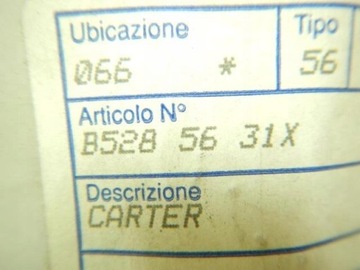 Ubicazione Tipo
066 * 56
Articolo N°
B528 56 31X
Descrizione
CARTER